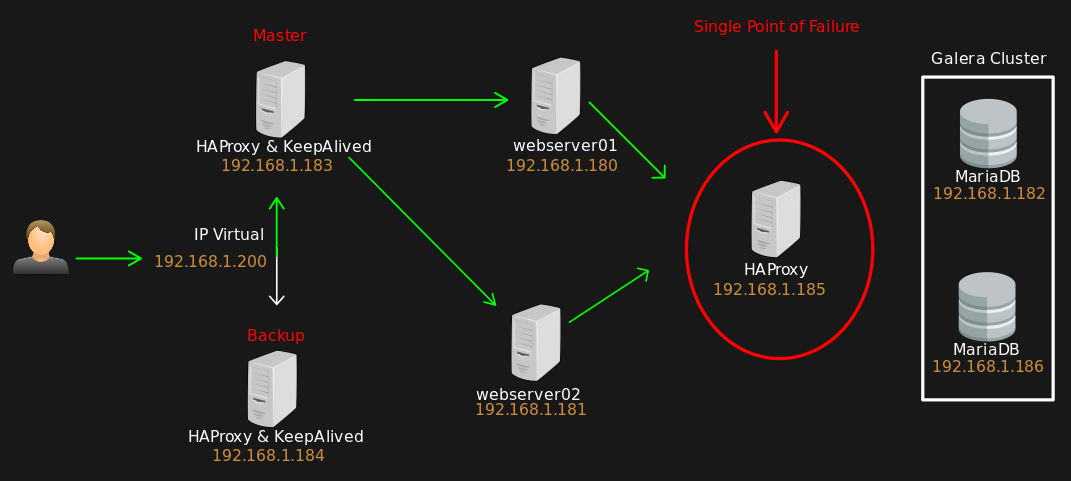 Master
HAProxy & KeepAlived
192.168.1.183
IP Virtual
192.168.1.200
Backup
HAProxy & KeepAlived
192.168.1.184
webserver01
192.168.1.180
webserver02
192.168.1.181
Single Point of Failure
HAProxy
192.168.1.185
Galera Cluster
MariaDB
192.168.1.182
MariaDB
192.168.1.186